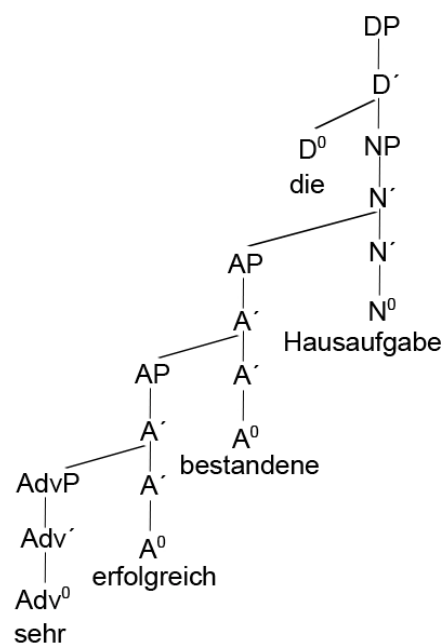 DP
D´
D⁰ NP
die
N´
AP N´
A´ N⁰
Hausaufgabe
AP A´
A´ A⁰
bestandene
AdvP A´
Adv´ A⁰
erfolgreich
Adv⁰
sehr